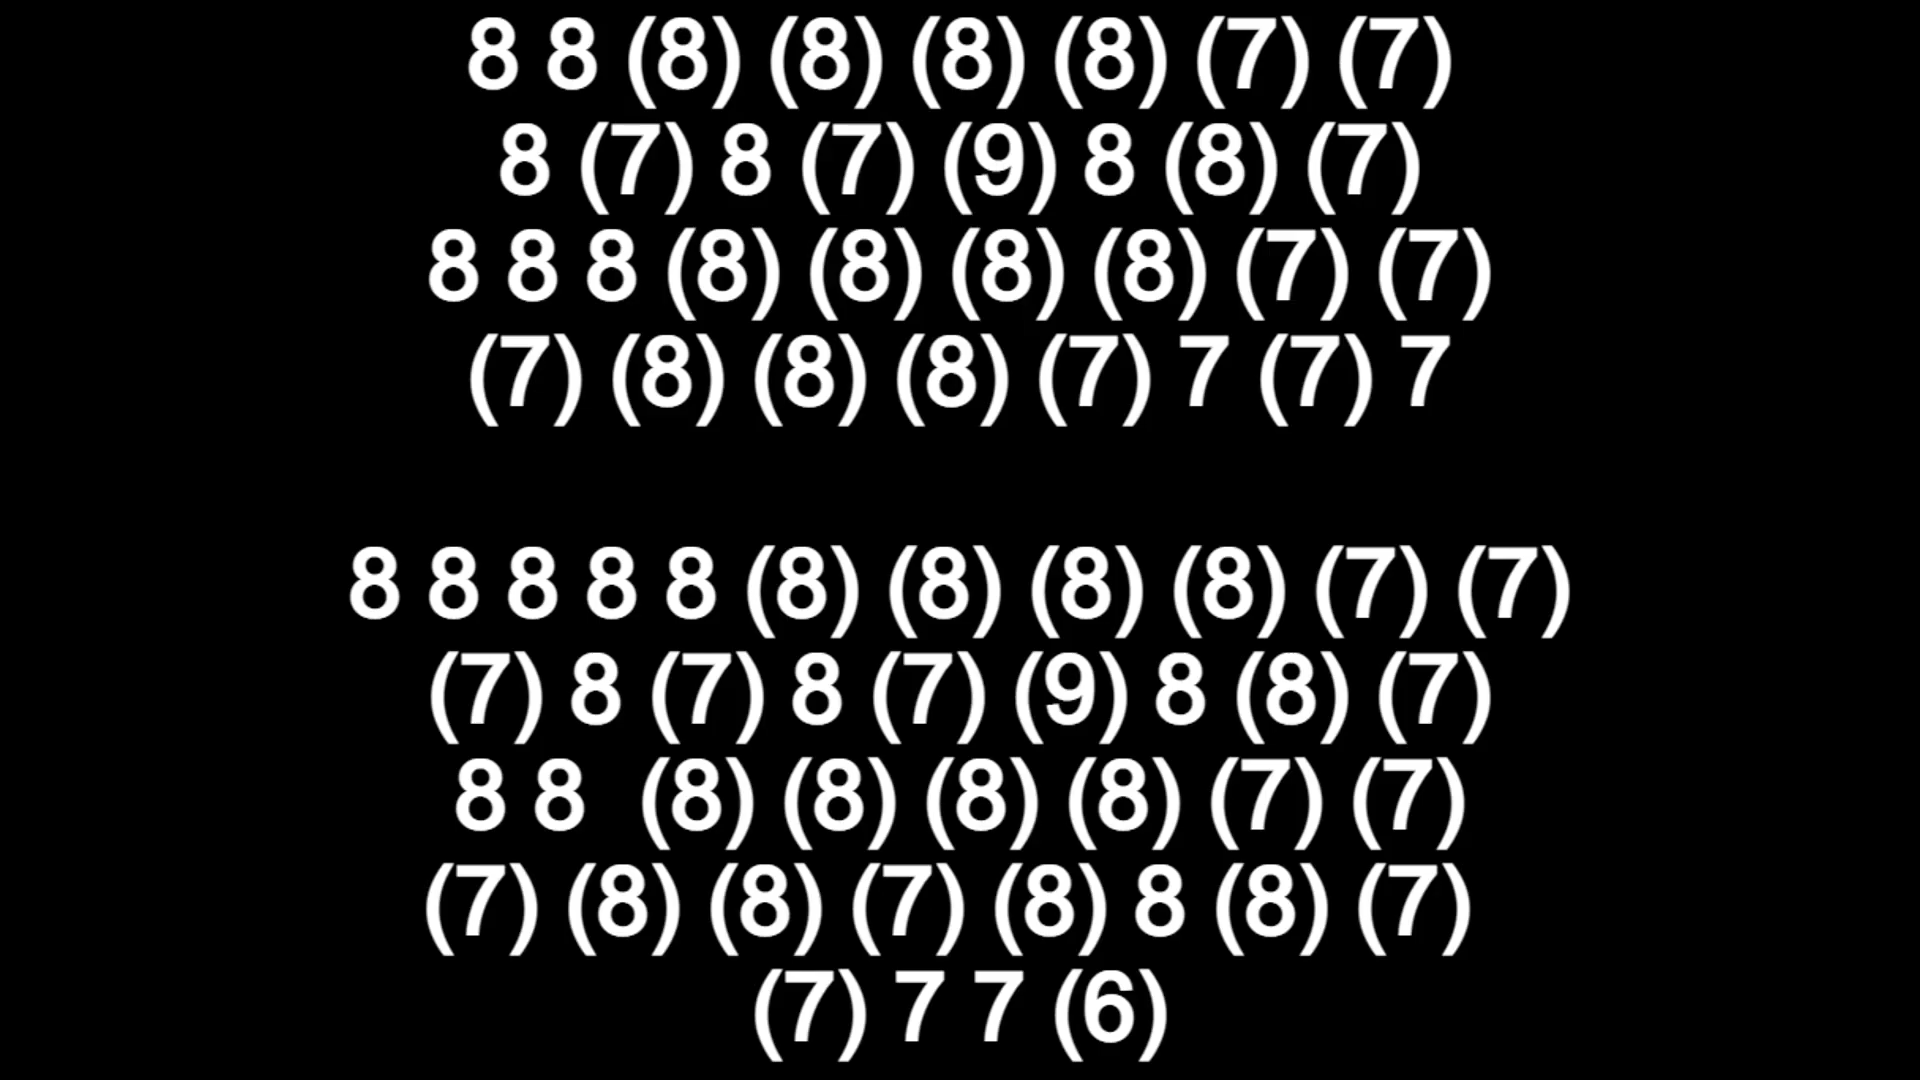 8 8 (8) (8) (8) (8) (7) (7)
8 (7) 8 (7) (9) 8 (8) (7)
8 8 8 (8) (8) (8) (8) (7) (7)
(7) (8) (8) (8) (7) 7 (7) 7
8 8 8 8 8 (8) (8) (8) (8) (7) (7)
(7) 8 (7) 8 (7) (9) 8 (8) (7)
8 8 (8) (8) (8) (8) (7) (7)
(7) (8) (8) (7) (8) 8 (8) (7)
(7) 7 7 (6)